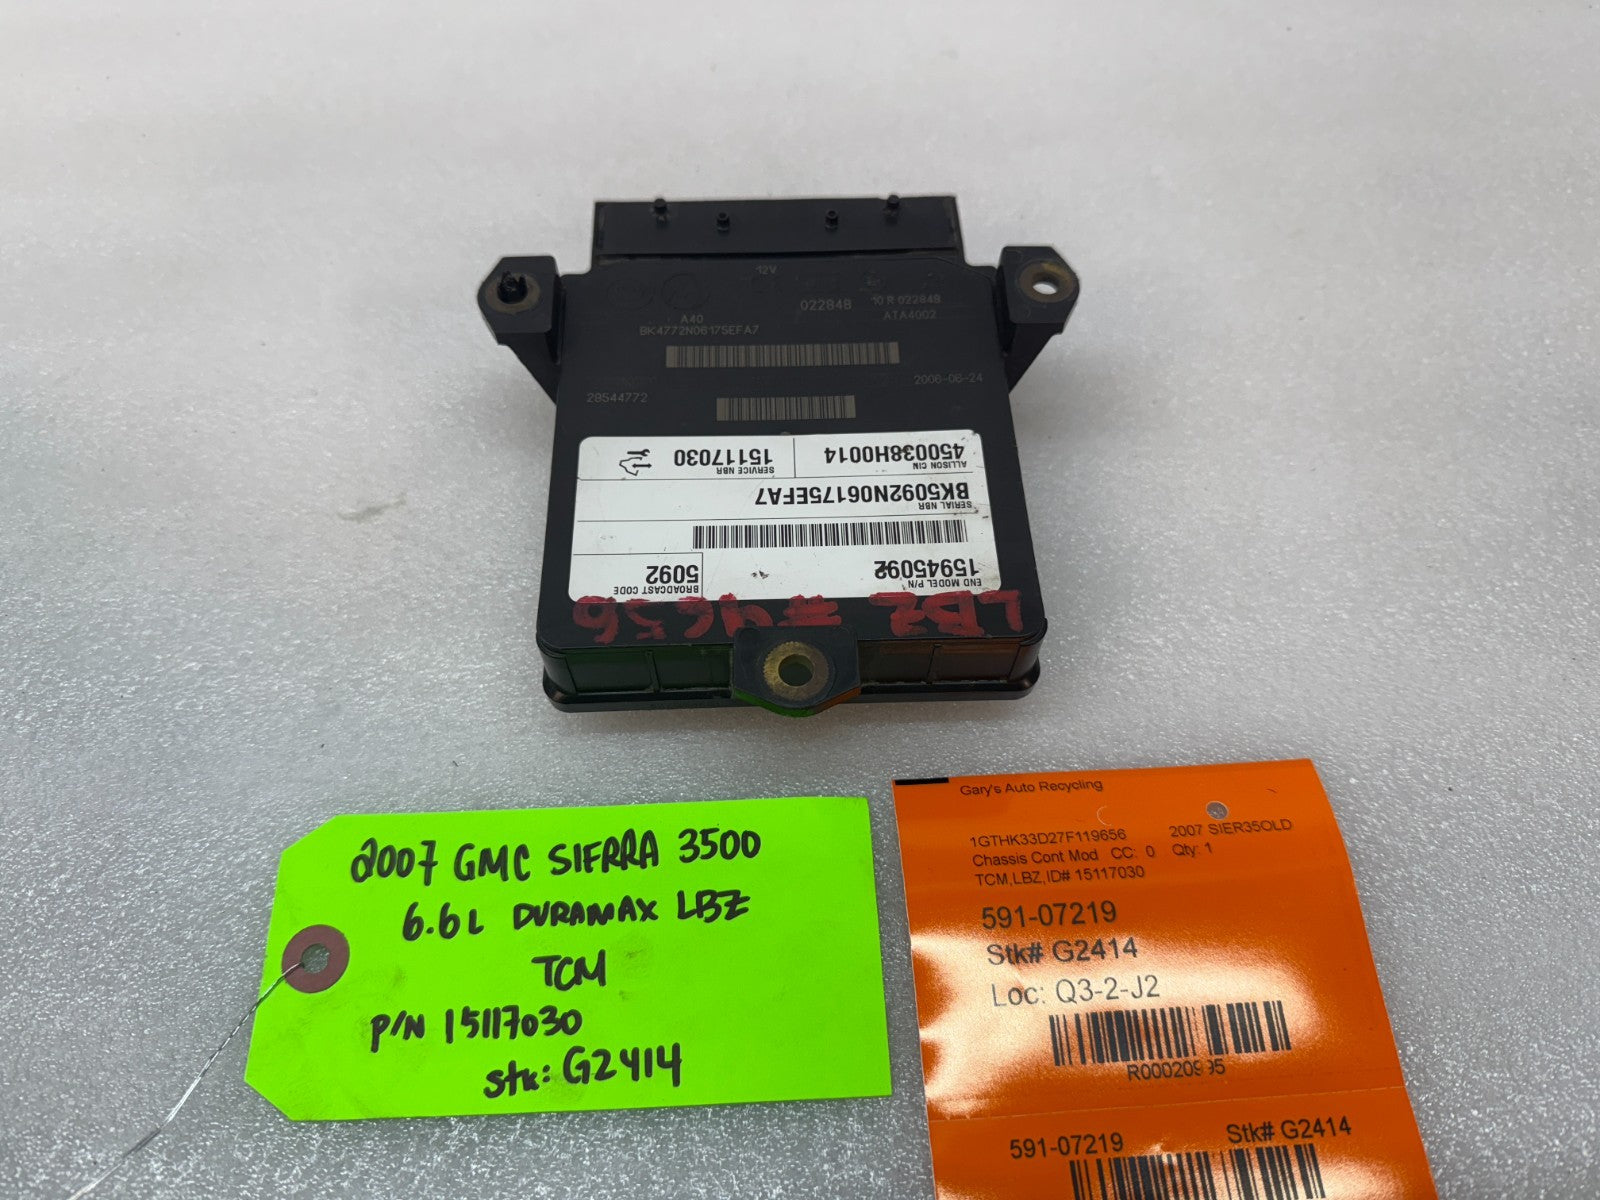 12V
022848
10 R 022848
A40
ATA4002
BK4772N06175EFA7
2006-06-24
28544772
ALLISON CIN
450038H0014
SERVICE NBR
15117030
SERIAL NBR
BK5092N06175EFA7
END MODEL P/N
15945092
BROADCAST CODE
5092
LBZ #9656
2007 GMC SIERRA 3500
6.6L DURAMAX LBZ
TCM
P/N 15117030
STK: G2414
Gary's Auto Recycling
1GTHK33D27F119656 2007 SIER35OLD
Chassis Cont Mod CC: 0 Qty: 1
TCM,LBZ,ID# 15117030
591-07219
Stk# G2414
Loc: Q3-2-J2
591-07219 Stk# G2414